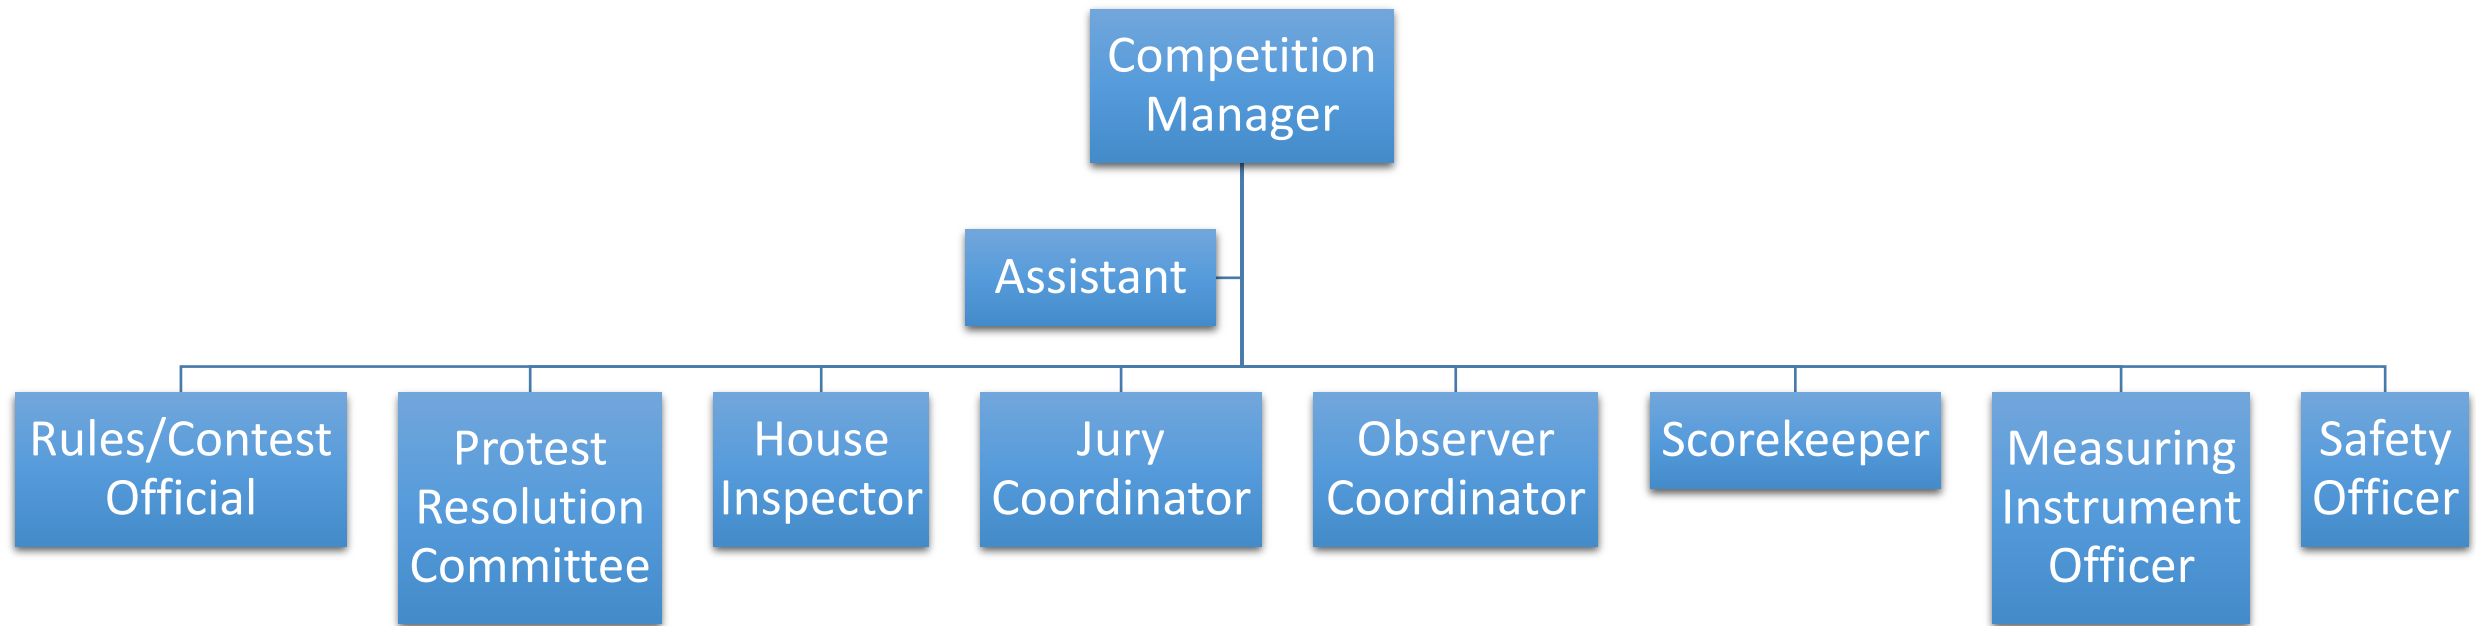 Competition
Manager
Assistant
Rules/Contest
Official
Protest
Resolution
Committee
House
Inspector
Jury
Coordinator
Observer
Coordinator
Scorekeeper
Measuring
Instrument
Officer
Safety
Officer